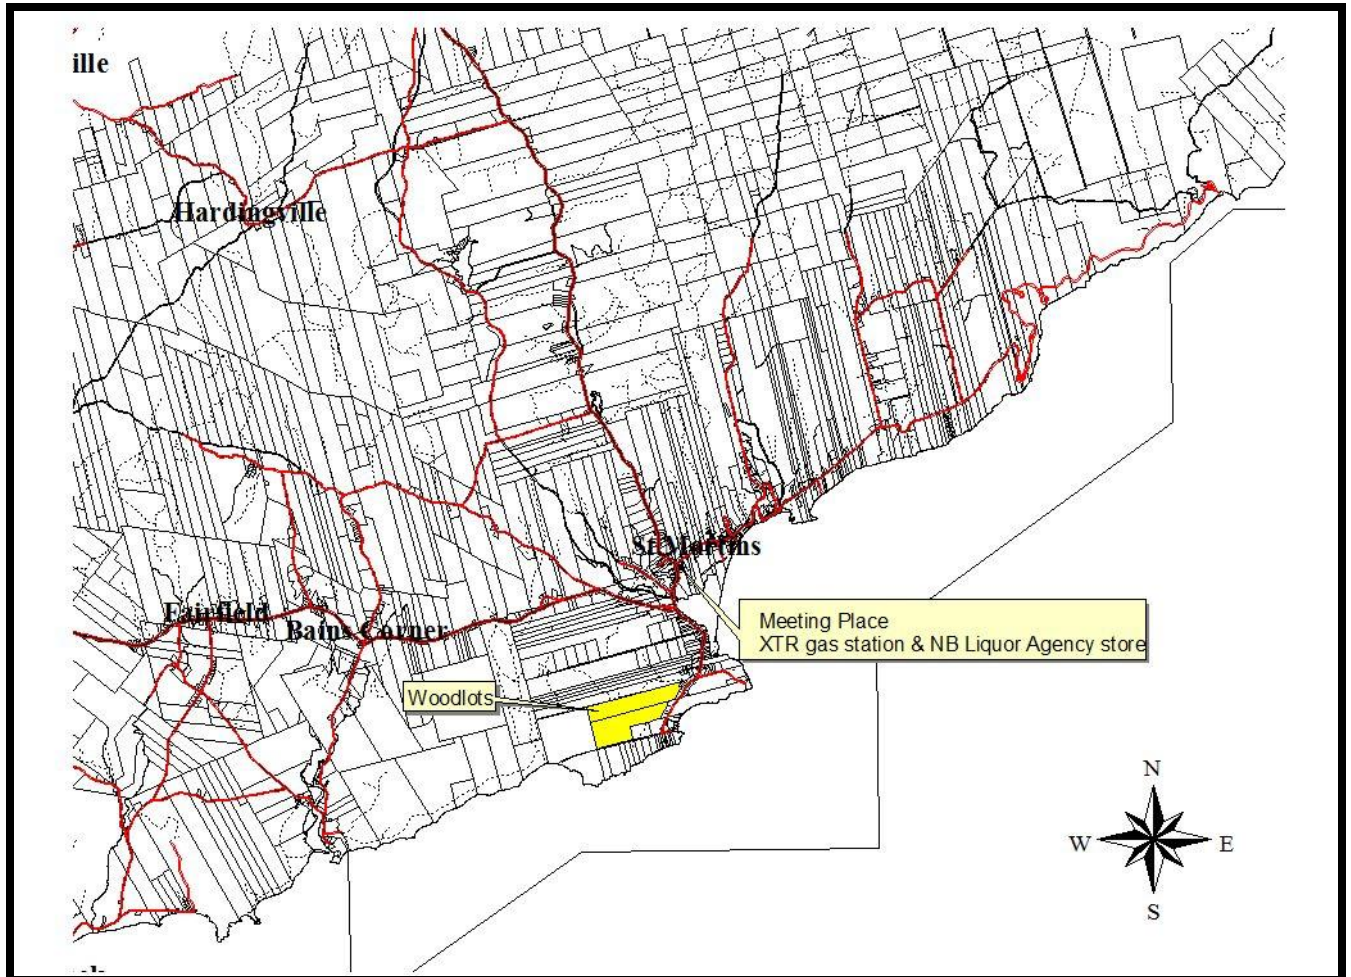 ille
Hardingville
St Martins
Fairfield
Bains Corner
Meeting Place
XTR gas station & NB Liquor Agency store
Woodlots
N
W
E
S